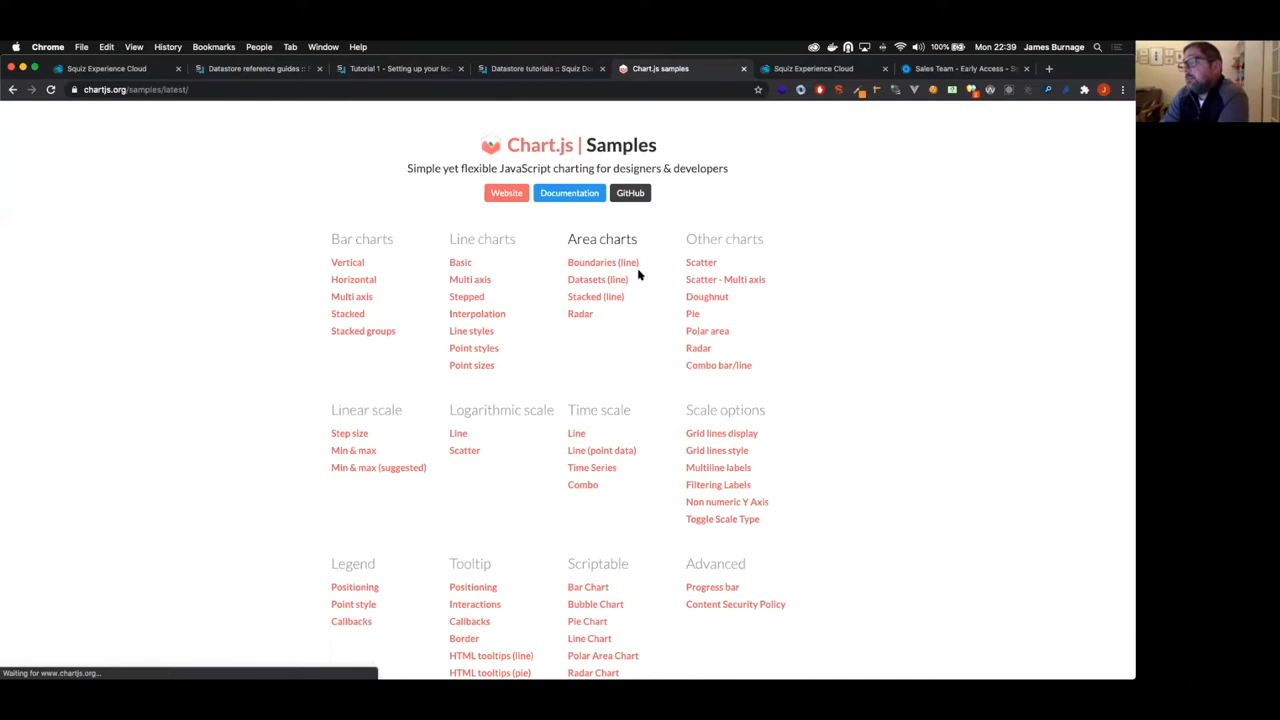 Chrome File Edit View History Bookmarks People Tab Window Help 100% Mon 22:39 James Burnage
Squiz Experience Cloud Datastore reference guides :: S Tutorial 1 - Setting up your loc Datastore tutorials :: Squiz Do Chart.js samples Squiz Experience Cloud Sales Team - Early Access - S
chartjs.org/samples/latest/ J
Chart.js | Samples
Simple yet flexible JavaScript charting for designers & developers
Website Documentation GitHub
Bar charts Line charts Area charts Other charts
Vertical Basic Boundaries (line) Scatter
Horizontal Multi axis Datasets (line) Scatter - Multi axis
Multi axis Stepped Stacked (line) Doughnut
Stacked Interpolation Radar Pie
Stacked groups Line styles Polar area
Point styles Radar
Point sizes Combo bar/line
Linear scale Logarithmic scale Time scale Scale options
Step size Line Line Grid lines display
Min & max Scatter Line (point data) Grid lines style
Min & max (suggested) Time Series Multiline labels
Combo Filtering Labels
Non numeric Y Axis
Toggle Scale Type
Legend Tooltip Scriptable Advanced
Positioning Positioning Bar Chart Progress bar
Point style Interactions Bubble Chart Content Security Policy
Callbacks Callbacks Pie Chart
Border Line Chart
HTML tooltips (line) Polar Area Chart
HTML tooltips (pie) Radar Chart
Waiting for www.chartjs.org...